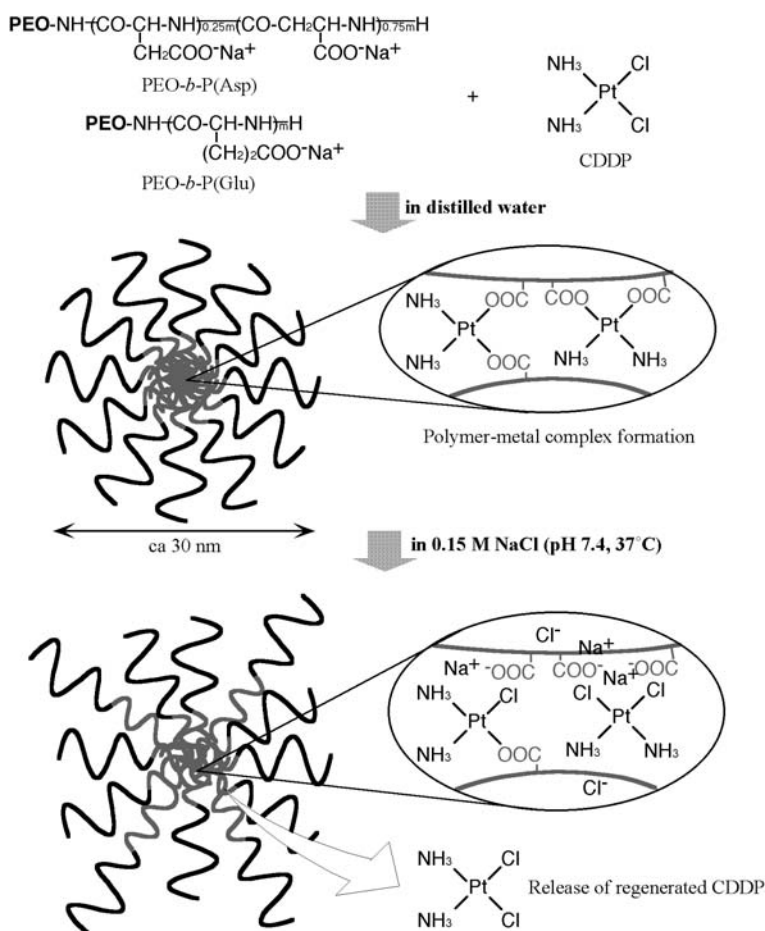 PEO-NH-(CO-CH-NH)0.25m(CO-CH2CH-NH)0.75m-H
CH2COO-Na+ COO-Na+
PEO-b-P(Asp)
PEO-NH-(CO-CH-NH)m-H
(CH2)2COO-Na+
PEO-b-P(Glu)
+
NH3 Cl
Pt
NH3 Cl
CDDP
in distilled water
NH3 OOC COO OOC
Pt Pt
NH3 OOC NH3 NH3
Polymer-metal complex formation
ca 30 nm
in 0.15 M NaCl (pH 7.4, 37°C)
Cl- Na+
Na+ -OOC COO- -OOC
Na+
NH3 Cl Cl Cl
Pt Pt
NH3 OOC NH3 NH3
Cl-
NH3 Cl
Pt
NH3 Cl
Release of regenerated CDDP